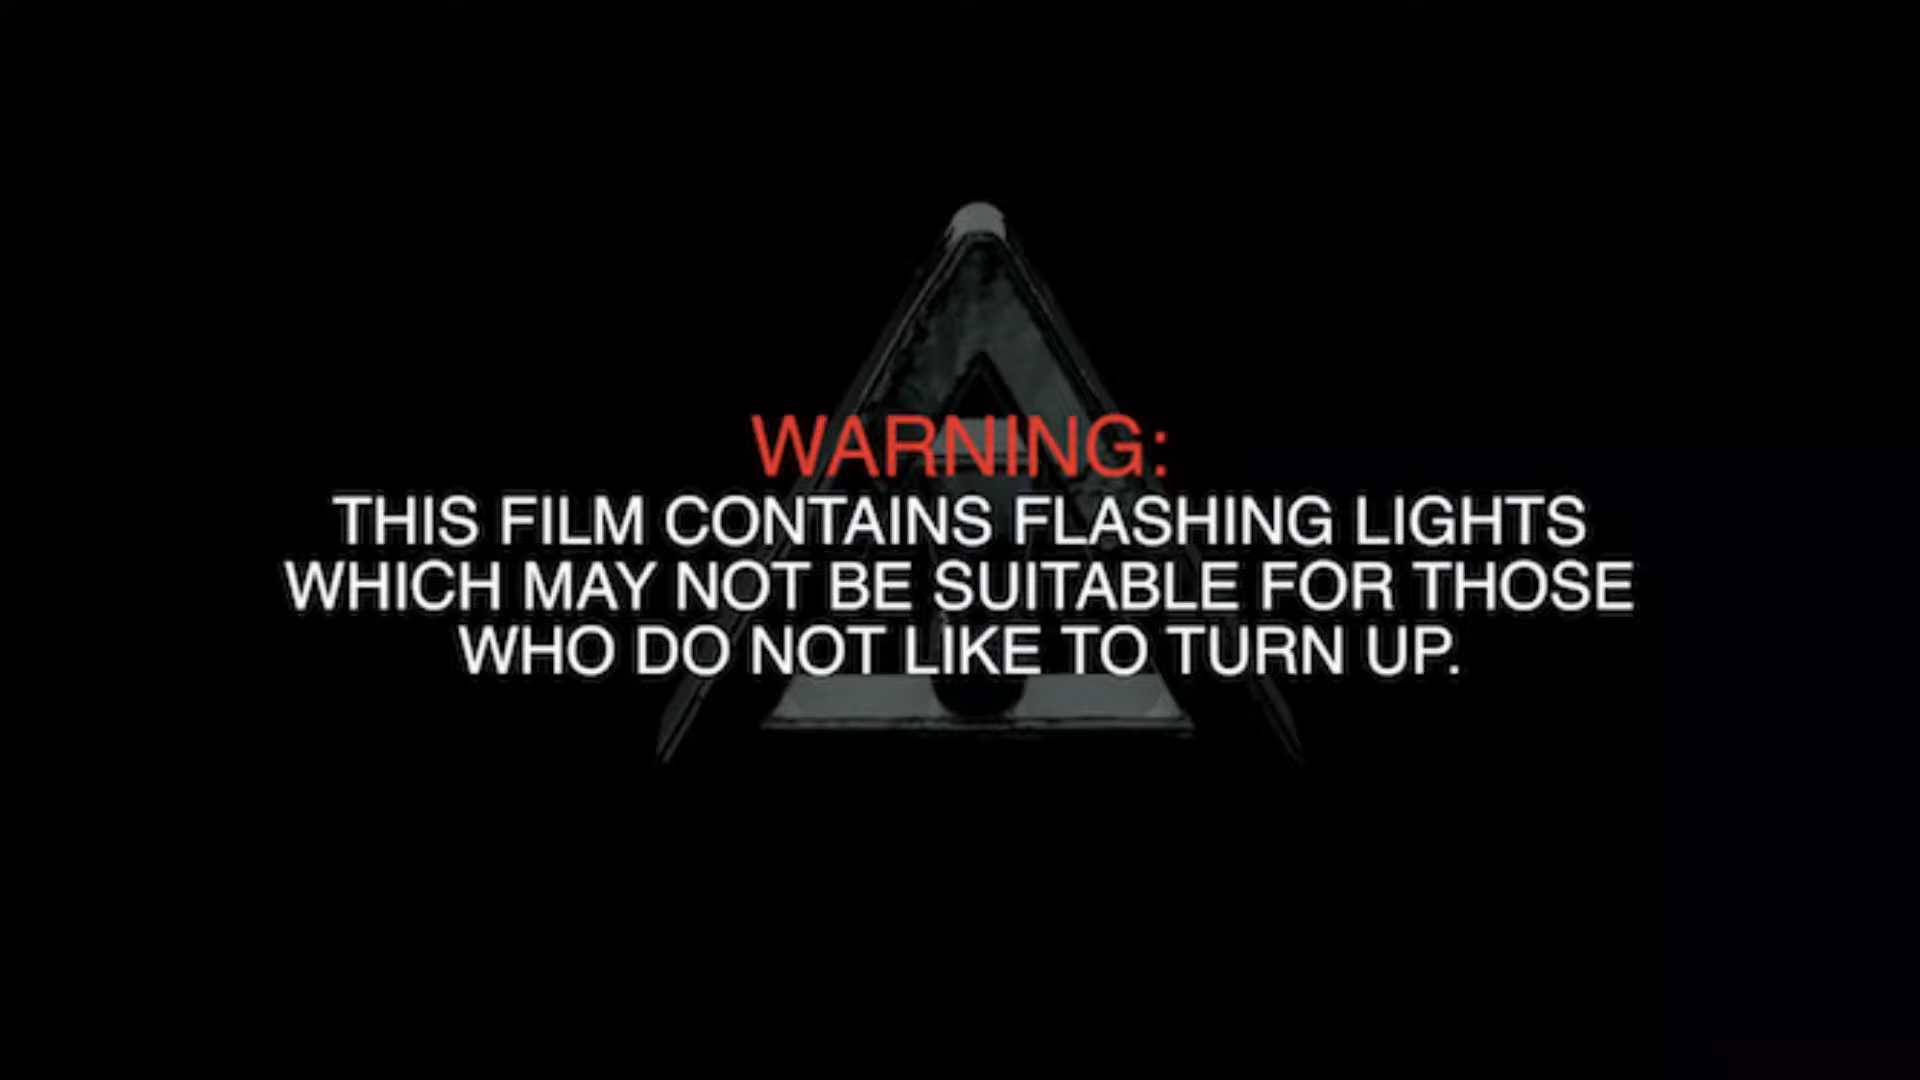 WARNING:
THIS FILM CONTAINS FLASHING LIGHTS
WHICH MAY NOT BE SUITABLE FOR THOSE
WHO DO NOT LIKE TO TURN UP.